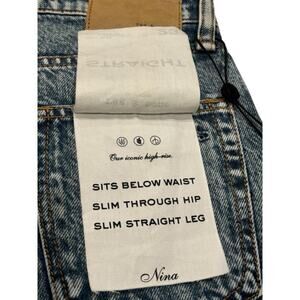 STRAIGHT
Our iconic high-rise.
SITS BELOW WAIST
SLIM THROUGH HIP
SLIM STRAIGHT LEG
Nina